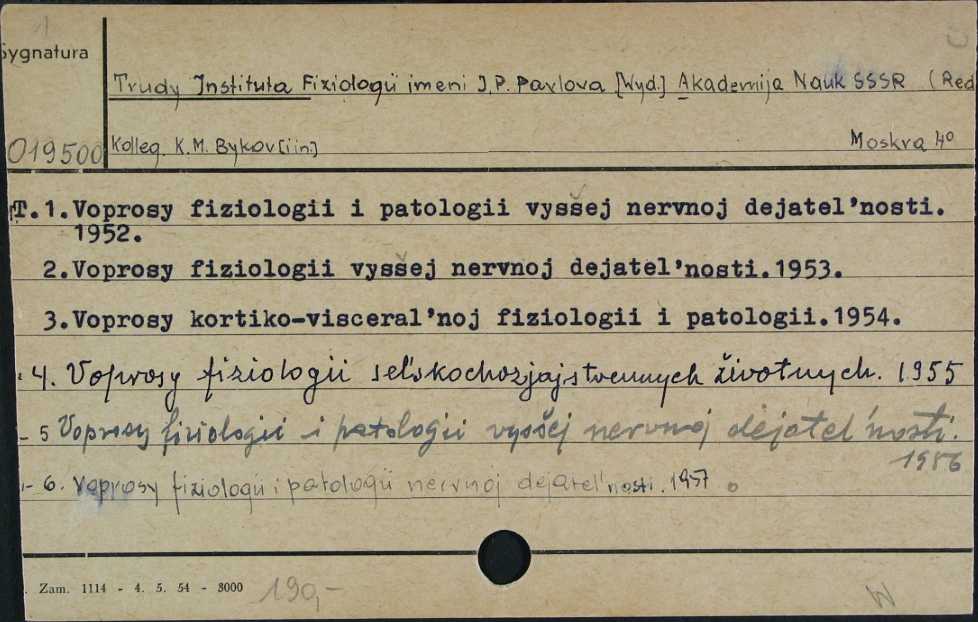 1
Sygnatura
Trudy Instituta Fiziologii imeni I.P. Pavlova [Wyd.] Akademija Nauk SSSR (Red
019500 Kolleg. K.M. Bykov [i in.] Moskva 4º
T.1. Voprosy fiziologii i patologii vysšej nervnoj dejatel'nosti.
1952.
2. Voprosy fiziologii vyssej nervnoj dejatel'nosti. 1953.
3. Voprosy kortiko-visceral'noj fiziologii i patologii. 1954.
4. Voprosy fiziologii sel'skochozjajstvennych životnych. 1955
- 5 Voprosy fiziologii i patologii vysšej nervnoj dejatel'nosti.
1956
- 6. Voprosy fiziologii i patologii nervnoj dejatel'nosti. 1957
Zam. 1114 - 4. 5. 54 - 3000 190,- W